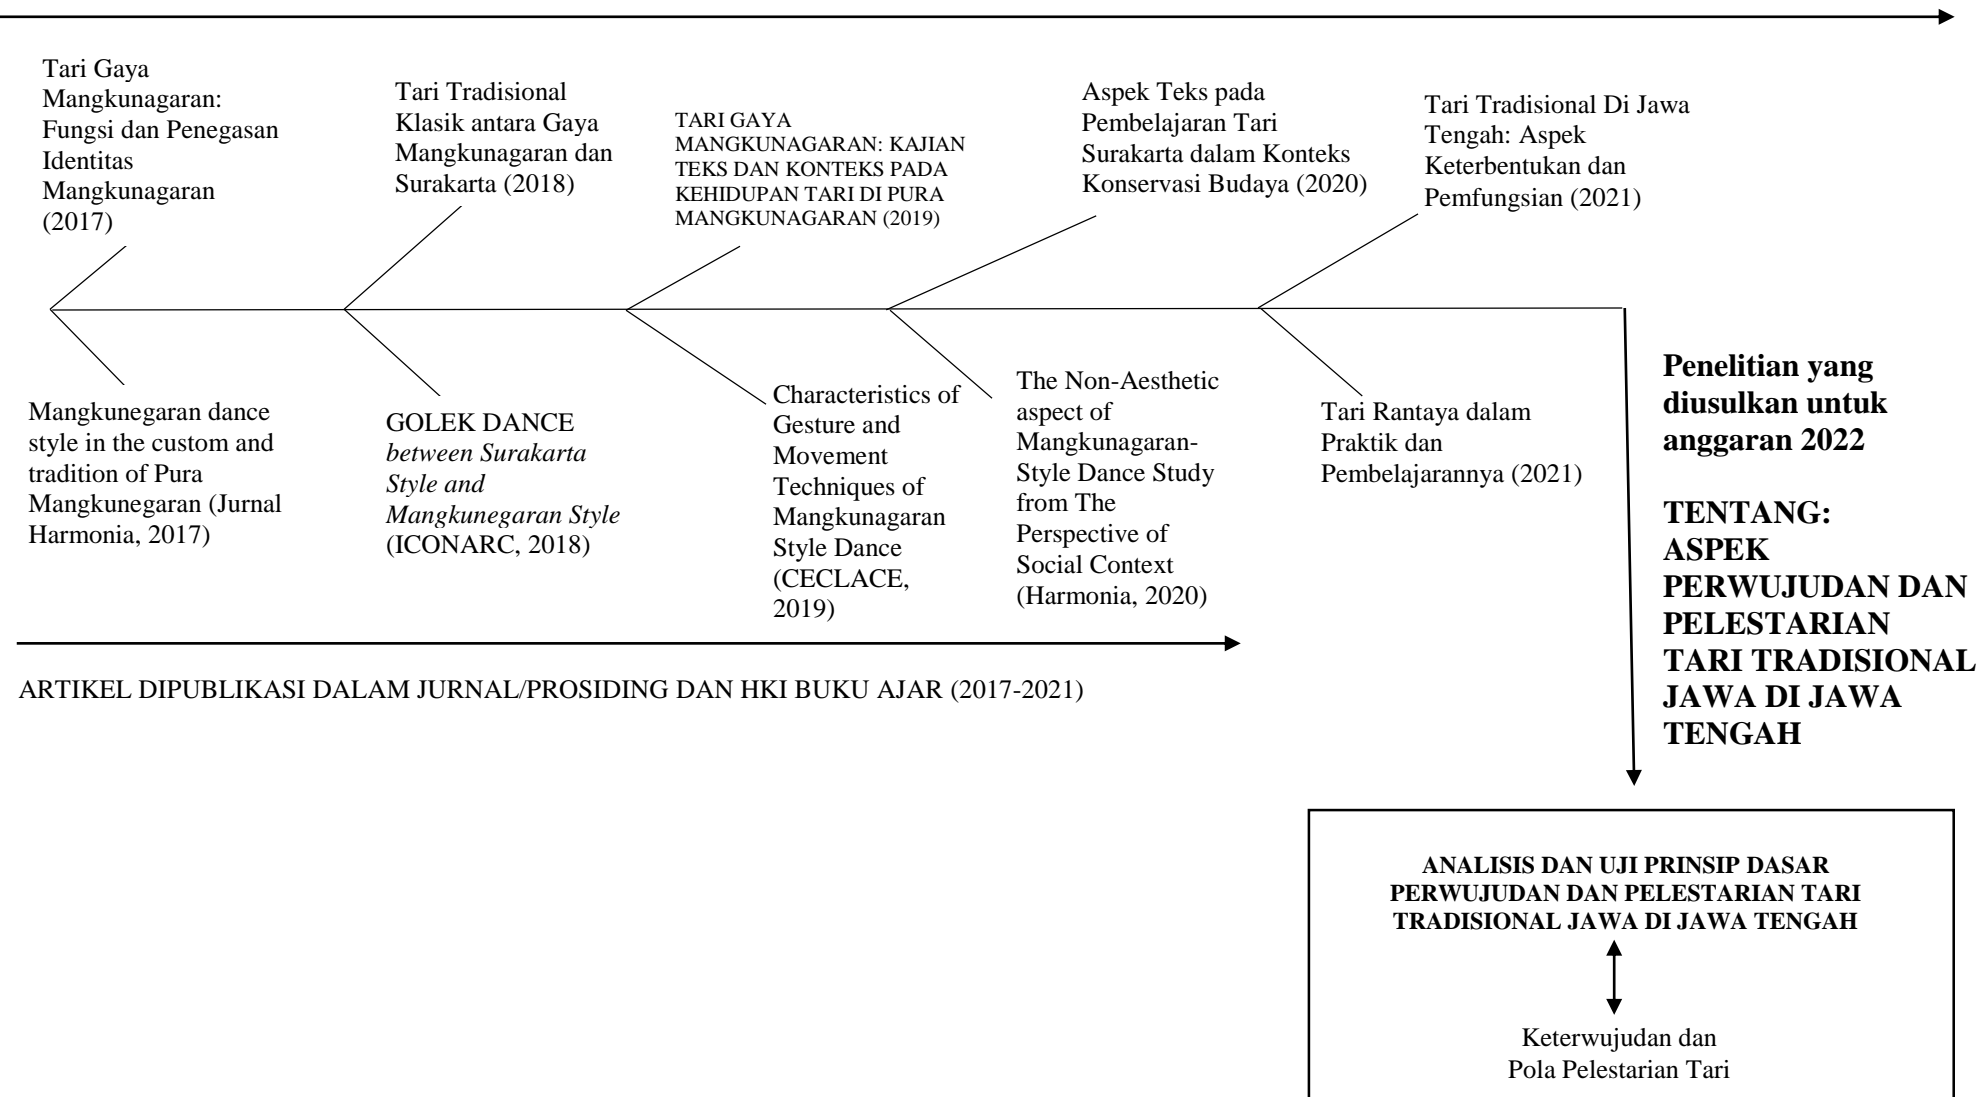 Tari Gaya
Mangkunagaran:
Fungsi dan Penegasan
Identitas
Mangkunagaran
(2017)
Tari Tradisional
Klasik antara Gaya
Mangkunagaran dan
Surakarta (2018)
TARI GAYA
MANGKUNAGARAN: KAJIAN
TEKS DAN KONTEKS PADA
KEHIDUPAN TARI DI PURA
MANGKUNAGARAN (2019)
Aspek Teks pada
Pembelajaran Tari
Surakarta dalam Konteks
Konservasi Budaya (2020)
Tari Tradisional Di Jawa
Tengah: Aspek
Keterbentukan dan
Pemfungsian (2021)
Mangkunegaran dance
style in the custom and
tradition of Pura
Mangkunegaran (Jurnal
Harmonia, 2017)
GOLEK DANCE
between Surakarta
Style and
Mangkunegaran Style
(ICONARC, 2018)
Characteristics of
Gesture and
Movement
Techniques of
Mangkunagaran
Style Dance
(CECLACE,
2019)
The Non-Aesthetic
aspect of
Mangkunagaran-
Style Dance Study
from The
Perspective of
Social Context
(Harmonia, 2020)
Tari Rantaya dalam
Praktik dan
Pembelajarannya (2021)
Penelitian yang
diusulkan untuk
anggaran 2022
TENTANG:
ASPEK
PERWUJUDAN DAN
PELESTARIAN
TARI TRADISIONAL
JAWA DI JAWA
TENGAH
ARTIKEL DIPUBLIKASI DALAM JURNAL/PROSIDING DAN HKI BUKU AJAR (2017-2021)
ANALISIS DAN UJI PRINSIP DASAR
PERWUJUDAN DAN PELESTARIAN TARI
TRADISIONAL JAWA DI JAWA TENGAH
Keterwujudan dan
Pola Pelestarian Tari